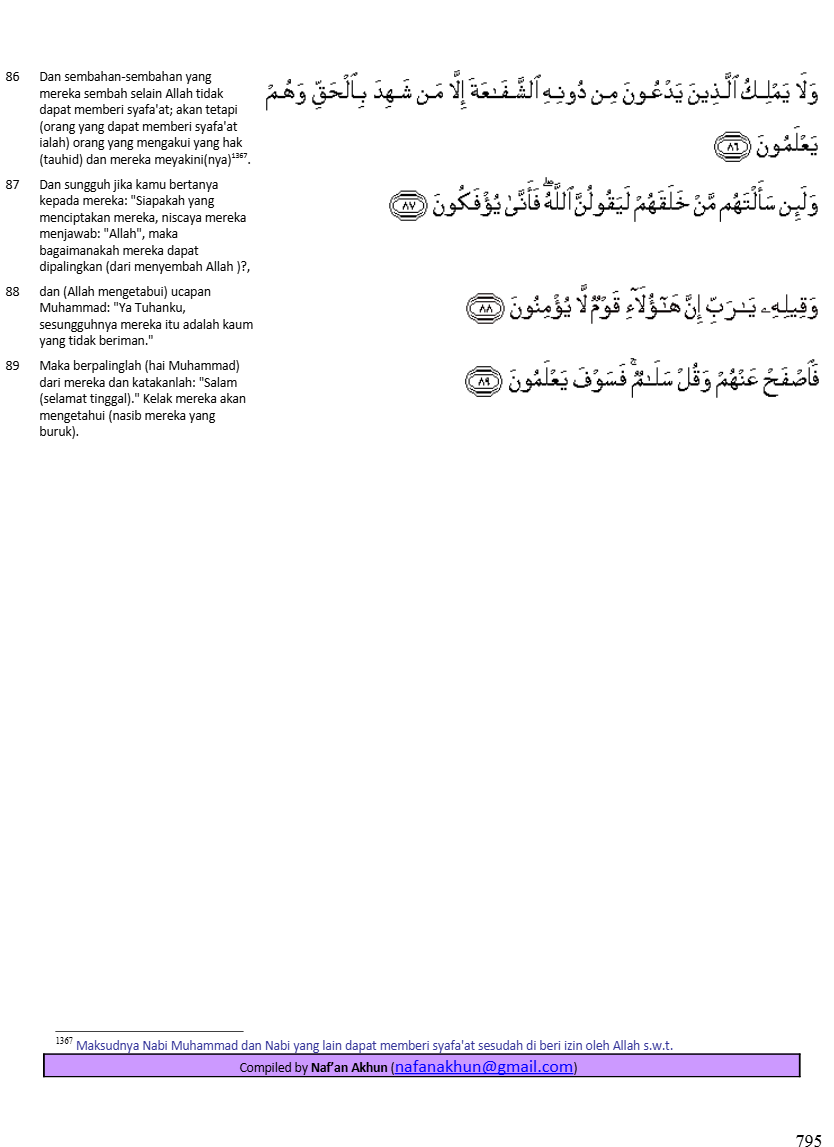 86 Dan sembahan-sembahan yang
mereka sembah selain Allah tidak
dapat memberi syafa'at; akan tetapi
(orang yang dapat memberi syafa'at
ialah) orang yang mengakui yang hak
(tauhid) dan mereka meyakini(nya)1367.
وَلَا يَمْلِكُ ٱلَّذِينَ يَدْعُونَ مِن دُونِهِ ٱلشَّفَـٰعَةَ إِلَّا مَن شَهِدَ بِٱلْحَقِّ وَهُمْ
يَعْلَمُونَ ٨٦
87 Dan sungguh jika kamu bertanya
kepada mereka: "Siapakah yang
menciptakan mereka, niscaya mereka
menjawab: "Allah", maka
bagaimanakah mereka dapat
dipalingkan (dari menyembah Allah )?,
وَلَئِن سَأَلْتَهُم مَّنْ خَلَقَهُمْ لَيَقُولُنَّ ٱللَّهُ ۖ فَأَنَّىٰ يُؤْفَكُونَ ٨٧
88 dan (Allah mengetabui) ucapan
Muhammad: "Ya Tuhanku,
sesungguhnya mereka itu adalah kaum
yang tidak beriman."
وَقِيلِهِۦ يَـٰرَبِّ إِنَّ هَـٰٓؤُلَآءِ قَوْمٌ لَّا يُؤْمِنُونَ ٨٨
89 Maka berpalinglah (hai Muhammad)
dari mereka dan katakanlah: "Salam
(selamat tinggal)." Kelak mereka akan
mengetahui (nasib mereka yang
buruk).
فَٱصْفَحْ عَنْهُمْ وَقُلْ سَلَـٰمٌ ۚ فَسَوْفَ يَعْلَمُونَ ٨٩
1367 Maksudnya Nabi Muhammad dan Nabi yang lain dapat memberi syafa'at sesudah di beri izin oleh Allah s.w.t.
Compiled by Naf’an Akhun (nafanakhun@gmail.com)
795